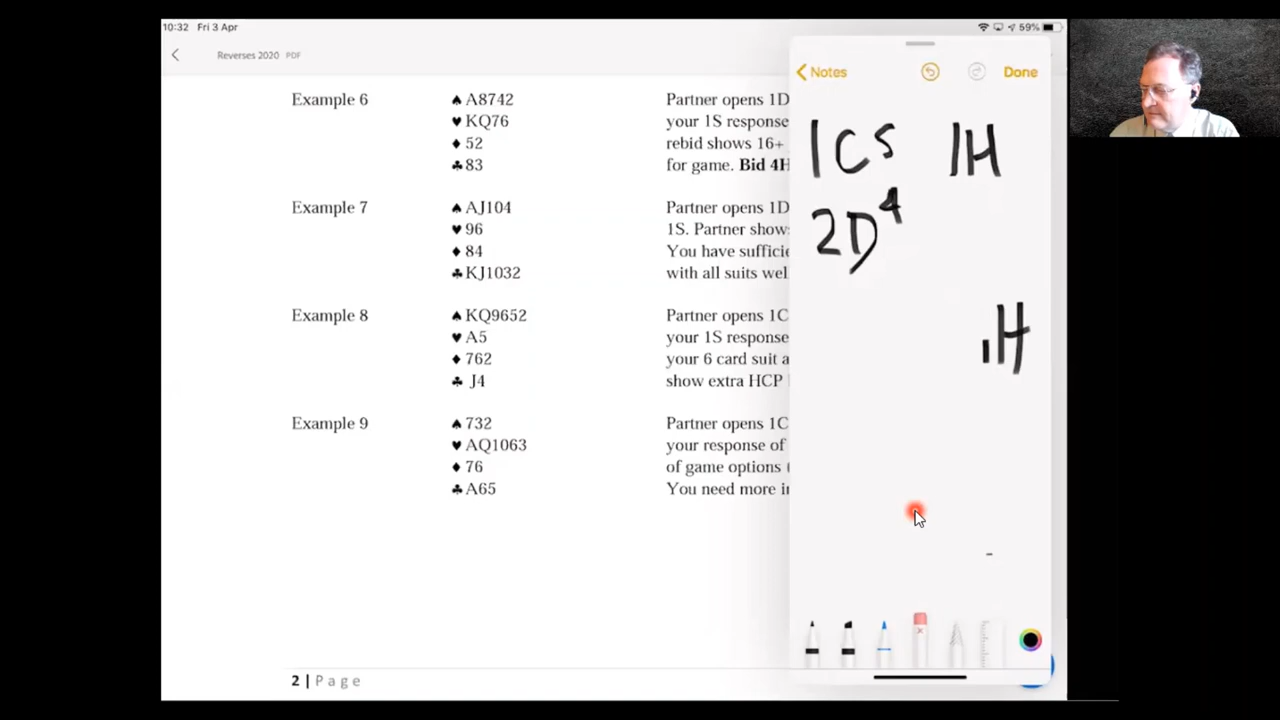 10:32 Fri 3 Apr
59%
Reverses 2020 PDF
Notes
Done
Example 6
♠ A8742
♥ KQ76
♦ 52
♣ 83
Partner opens 1D
your 1S response
rebid shows 16+
for game. Bid 4H
Example 7
♠ AJ104
♥ 96
♦ 84
♣ KJ1032
Partner opens 1D
1S. Partner show
You have suffici
with all suits wel
Example 8
♠ KQ9652
♥ A5
♦ 762
♣ J4
Partner opens 1C
your 1S response
your 6 card suit a
show extra HCP
Example 9
♠ 732
♥ AQ1063
♦ 76
♣ A65
Partner opens 1C
your response of
of game options (
You need more in
1C5 1H
2D4
1H
2 | Page